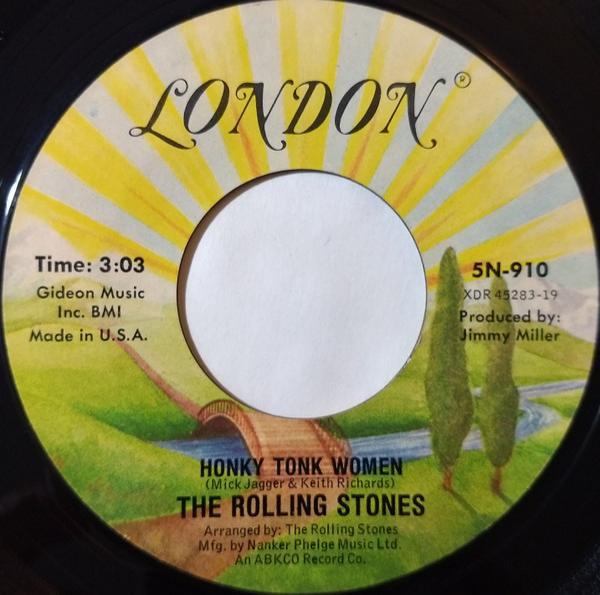 LONDON®
Time: 3:03
Gideon Music
Inc. BMI
Made in U.S.A.
5N-910
XDR 45283-19
Produced by:
Jimmy Miller
HONKY TONK WOMEN
(Mick Jagger & Keith Richards)
THE ROLLING STONES
Arranged by: The Rolling Stones
Mfg. by Nanker Phelge Music Ltd.
An ABKCO Record Co.